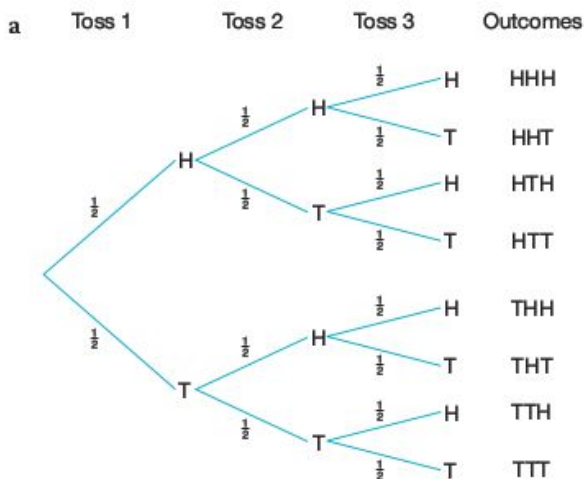 a Toss 1 Toss 2 Toss 3 Outcomes
1/2 H HHH
1/2 H
1/2 T HHT
H
1/2 H HTH
1/2 1/2 T
1/2 T HTT
1/2 H THH
1/2 1/2 H
1/2 T THT
T
1/2 H TTH
1/2 T
1/2 T TTT